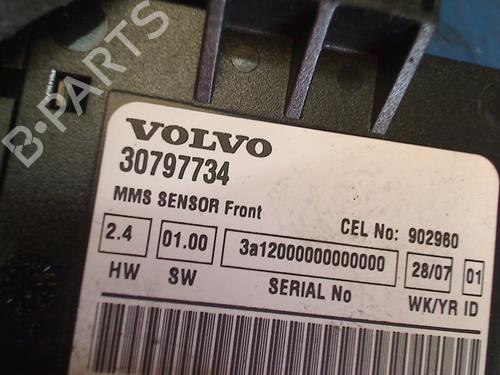 B-PARTS
VOLVO
30797734
MMS SENSOR Front
CEL No: 902960
2.4 01.00 3a12000000000000 28/07 01
HW SW SERIAL No WK/YR ID